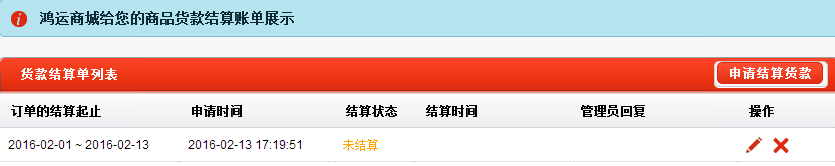 鸿运商城给您的商品货款结算账单展示
货款结算单列表 申请结算货款
订单的结算起止 申请时间 结算状态 结算时间 管理员回复 操作
2016-02-01 ~ 2016-02-13 2016-02-13 17:19:51 未结算